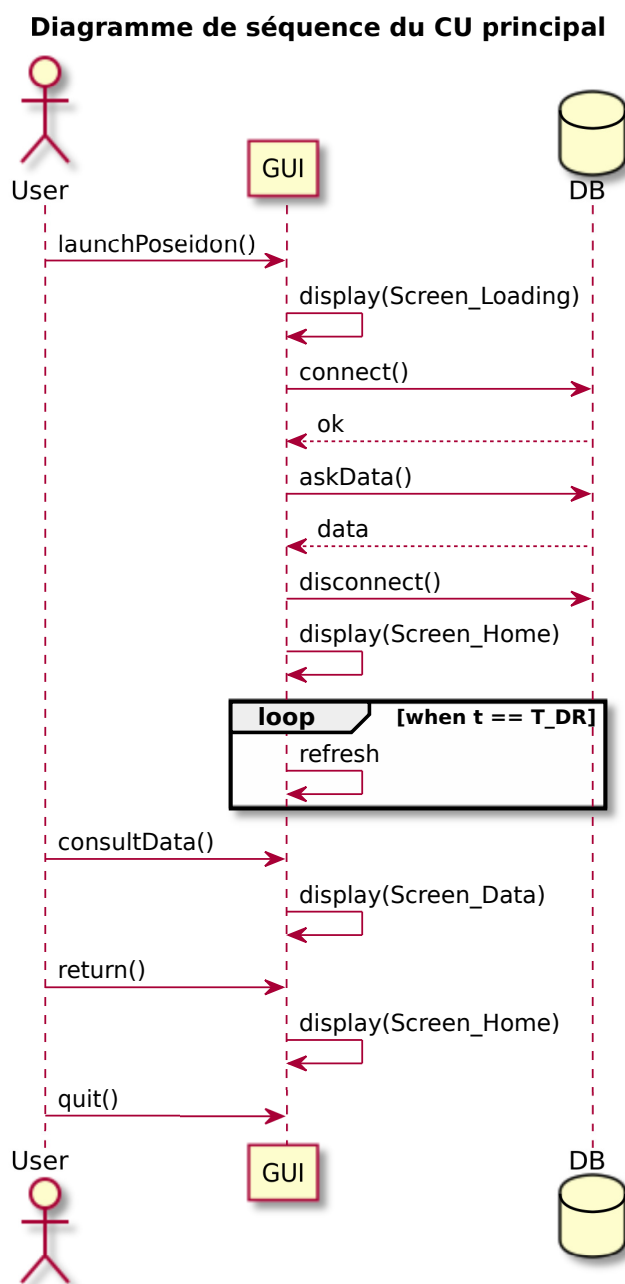 Diagramme de séquence du CU principal
User
GUI
DB
launchPoseidon()
display(Screen_Loading)
connect()
ok
askData()
data
disconnect()
display(Screen_Home)
loop [when t == T_DR]
refresh
consultData()
display(Screen_Data)
return()
display(Screen_Home)
quit()
User
GUI
DB